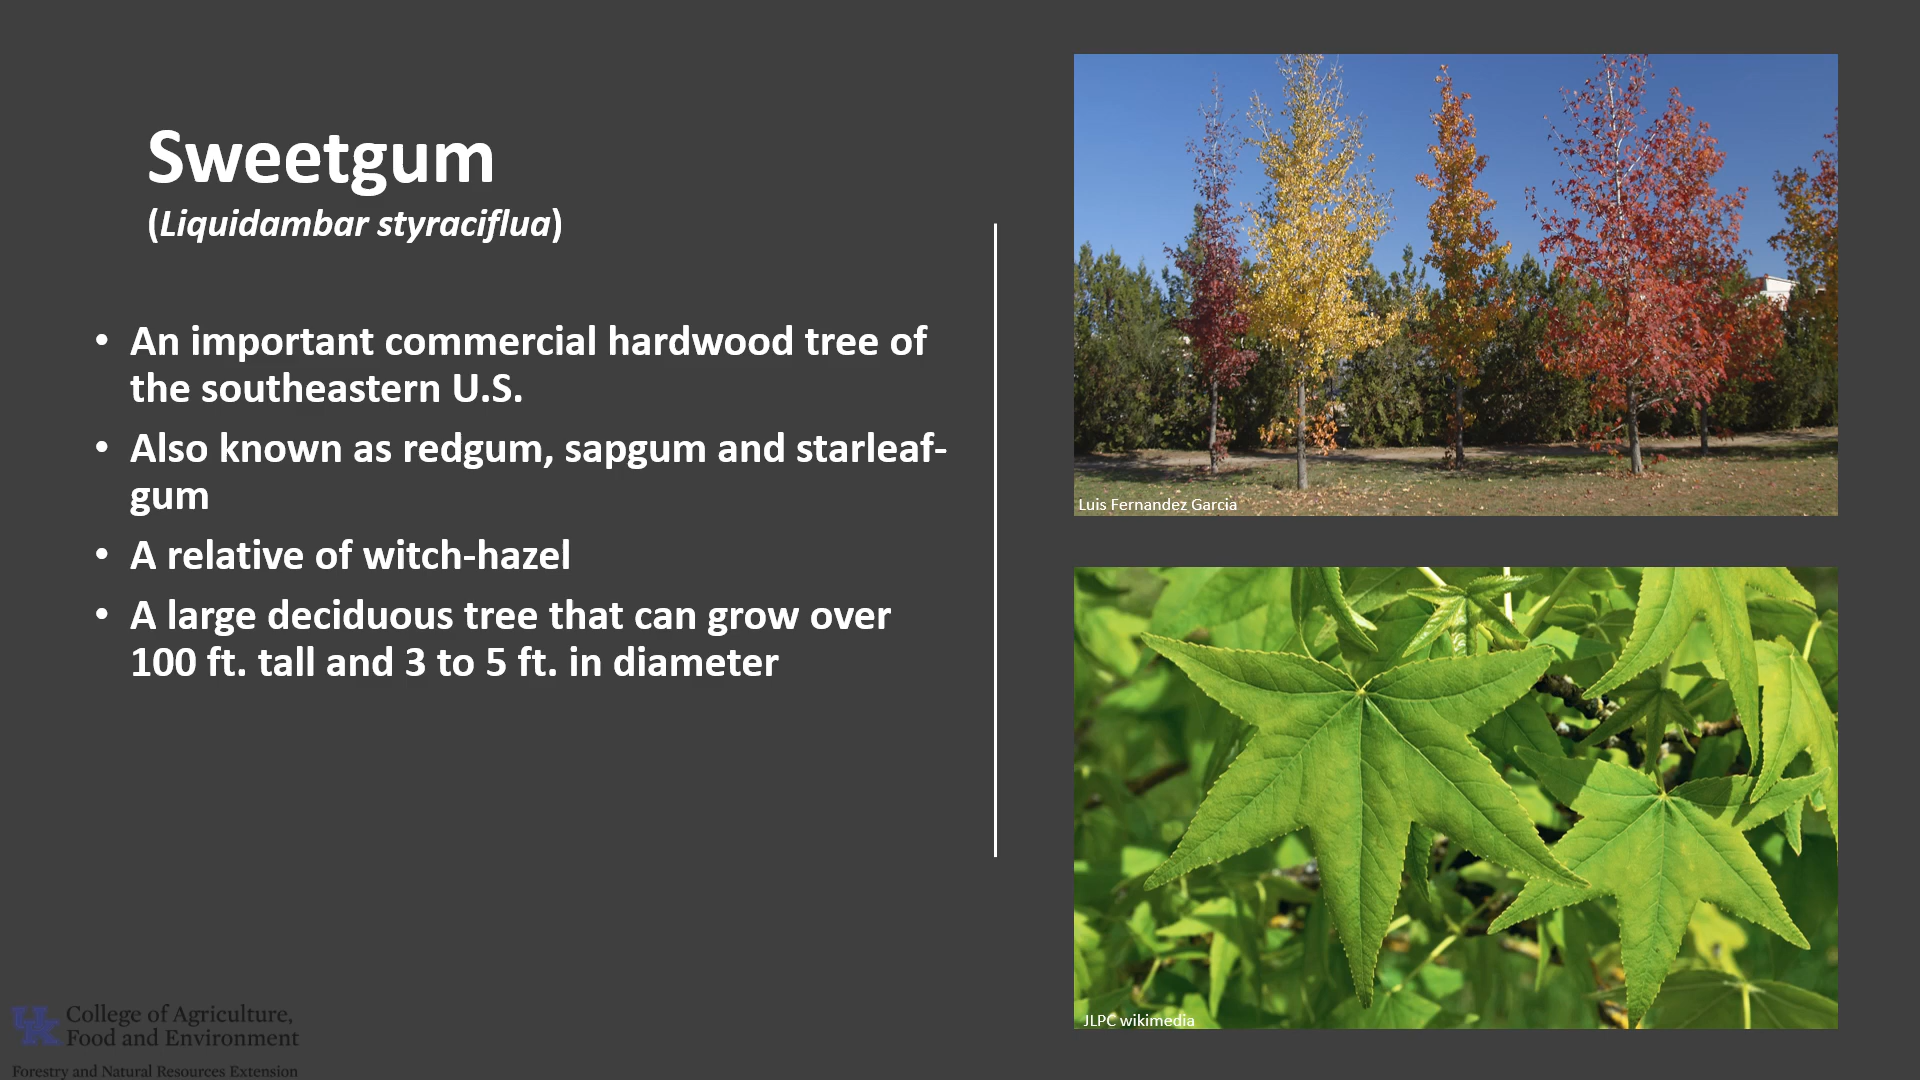 Sweetgum
(Liquidambar styraciflua)
• An important commercial hardwood tree of
the southeastern U.S.
• Also known as redgum, sapgum and starleaf-
gum
• A relative of witch-hazel
• A large deciduous tree that can grow over
100 ft. tall and 3 to 5 ft. in diameter
Luis Fernandez Garcia
JLPC wikimedia
UK College of Agriculture,
Food and Environment
Forestry and Natural Resources Extension